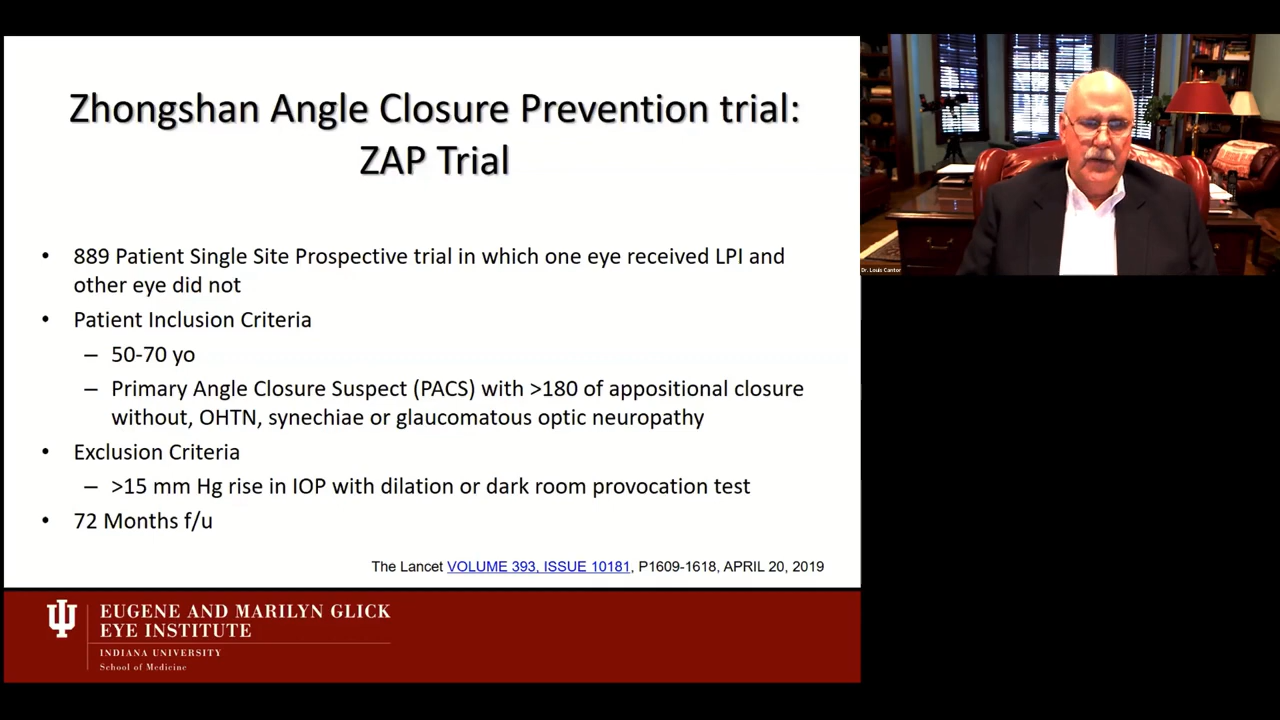 Zhongshan Angle Closure Prevention trial:
ZAP Trial
• 889 Patient Single Site Prospective trial in which one eye received LPI and
other eye did not
• Patient Inclusion Criteria
– 50-70 yo
– Primary Angle Closure Suspect (PACS) with >180 of appositional closure
without, OHTN, synechiae or glaucomatous optic neuropathy
• Exclusion Criteria
– >15 mm Hg rise in IOP with dilation or dark room provocation test
• 72 Months f/u
The Lancet VOLUME 393, ISSUE 10181, P1609-1618, APRIL 20, 2019
EUGENE AND MARILYN GLICK
EYE INSTITUTE
INDIANA UNIVERSITY
School of Medicine
Dr. Louis Cantor